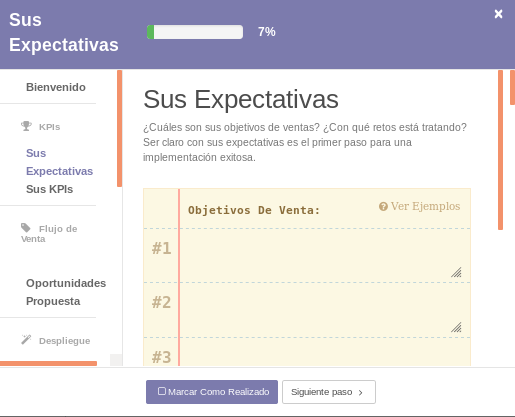 Sus
Expectativas
7%
×
Bienvenido
KPIs
Sus
Expectativas
Sus KPIs
Flujo de
Venta
Oportunidades
Propuesta
Despliegue
Sus Expectativas
¿Cuáles son sus objetivos de ventas? ¿Con qué retos está tratando?
Ser claro con sus expectativas es el primer paso para una
implementación exitosa.
Objetivos De Venta:
Ver Ejemplos
#1
#2
#3
Marcar Como Realizado
Siguiente paso ›